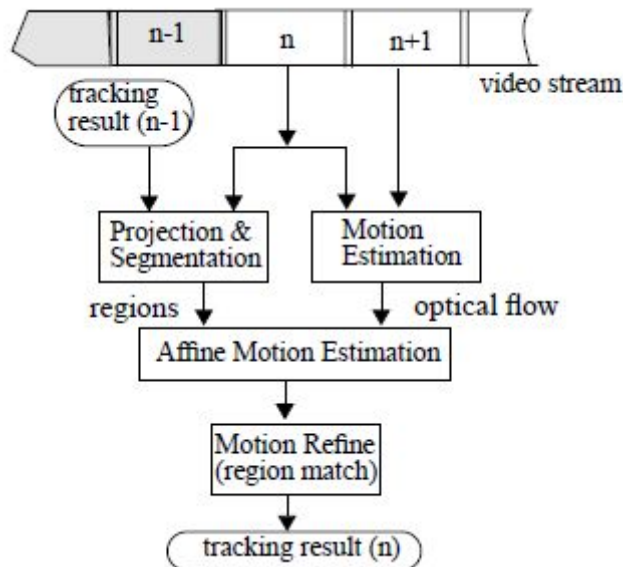 n-1
n
n+1
video stream
tracking
result (n-1)
Projection &
Segmentation
Motion
Estimation
regions
optical flow
Affine Motion Estimation
Motion Refine
(region match)
tracking result (n)